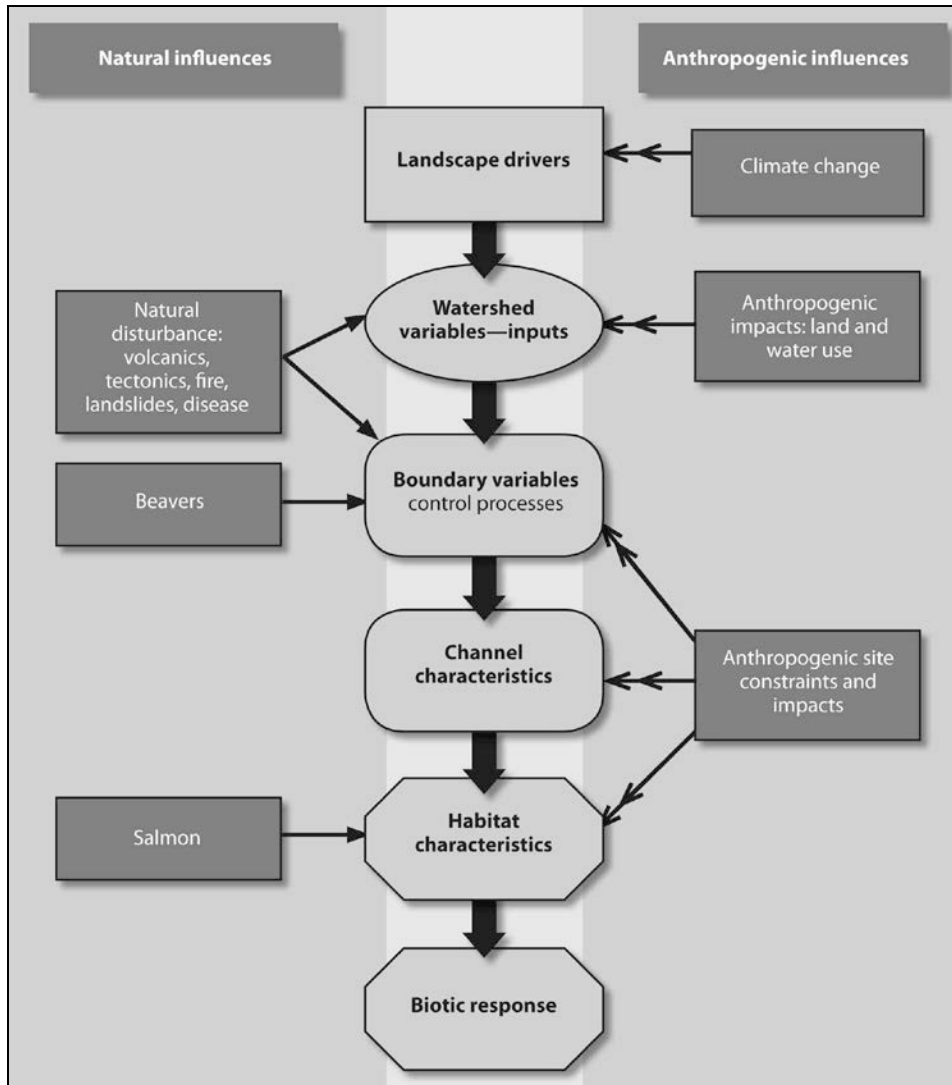 Natural influences
Anthropogenic influences
Landscape drivers
Climate change
Natural
disturbance:
volcanics,
tectonics, fire,
landslides, disease
Watershed
variables—inputs
Anthropogenic
impacts: land and
water use
Beavers
Boundary variables
control processes
Channel
characteristics
Anthropogenic site
constraints and
impacts
Salmon
Habitat
characteristics
Biotic response